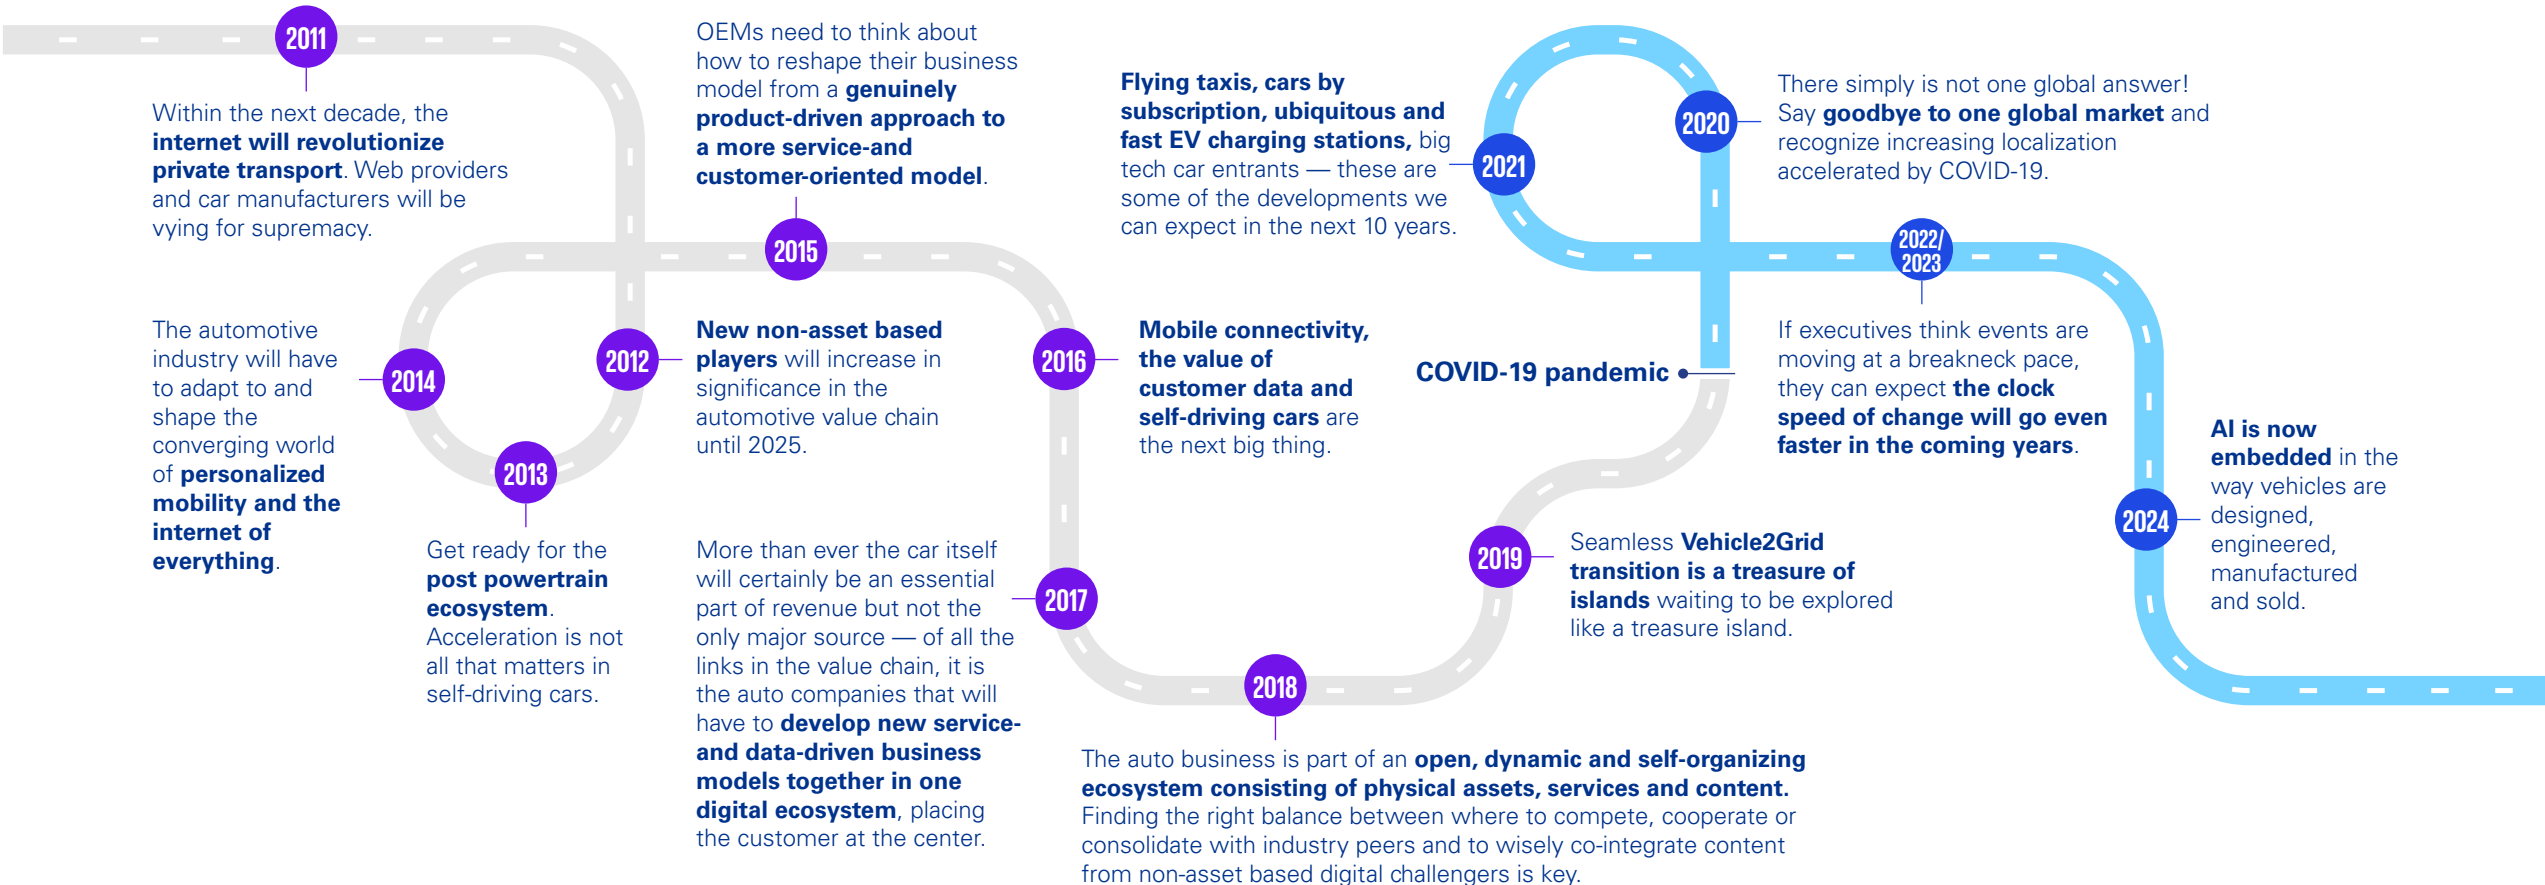 2011
Within the next decade, the
internet will revolutionize
private transport. Web providers
and car manufacturers will be
vying for supremacy.
2012
New non-asset based
players will increase in
significance in the
automotive value chain
until 2025.
2013
Get ready for the
post powertrain
ecosystem.
Acceleration is not
all that matters in
self-driving cars.
2014
The automotive
industry will have
to adapt to and
shape the
converging world
of personalized
mobility and the
internet of
everything.
2015
OEMs need to think about
how to reshape their business
model from a genuinely
product-driven approach to
a more service-and
customer-oriented model.
2016
Mobile connectivity,
the value of
customer data and
self-driving cars are
the next big thing.
2017
More than ever the car itself
will certainly be an essential
part of revenue but not the
only major source — of all the
links in the value chain, it is
the auto companies that will
have to develop new service-
and data-driven business
models together in one
digital ecosystem, placing
the customer at the center.
2018
The auto business is part of an open, dynamic and self-organizing
ecosystem consisting of physical assets, services and content.
Finding the right balance between where to compete, cooperate or
consolidate with industry peers and to wisely co-integrate content
from non-asset based digital challengers is key.
2019
Seamless Vehicle2Grid
transition is a treasure of
islands waiting to be explored
like a treasure island.
COVID-19 pandemic
2020
There simply is not one global answer!
Say goodbye to one global market and
recognize increasing localization
accelerated by COVID-19.
2021
Flying taxis, cars by
subscription, ubiquitous and
fast EV charging stations, big
tech car entrants — these are
some of the developments we
can expect in the next 10 years.
2022/
2023
If executives think events are
moving at a breakneck pace,
they can expect the clock
speed of change will go even
faster in the coming years.
2024
AI is now
embedded in the
way vehicles are
designed,
engineered,
manufactured
and sold.